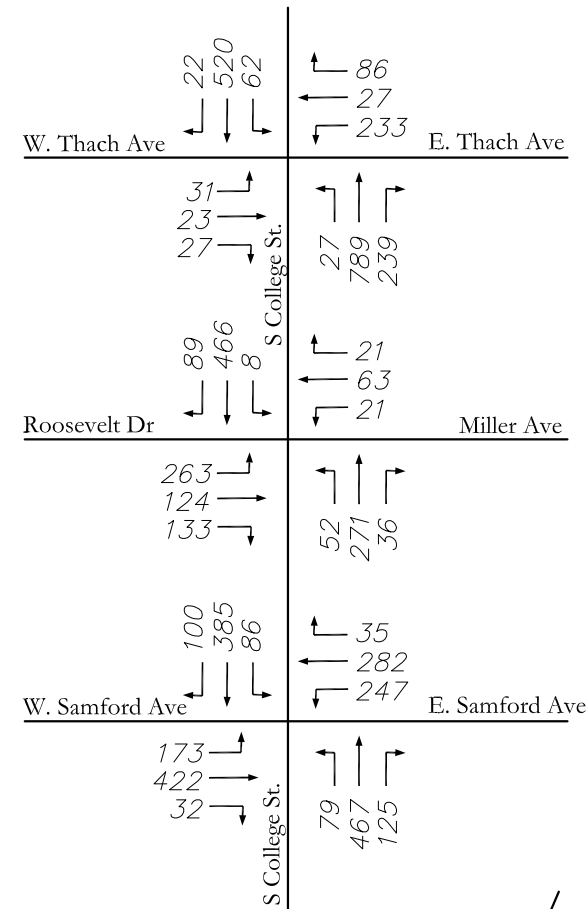 22 520 62
86
27
233
W. Thach Ave
E. Thach Ave
31
23
27
27 789 239
S College St.
89 466 8
21
63
21
Roosevelt Dr
Miller Ave
263
124
133
52 271 36
100 385 86
35
282
247
W. Samford Ave
E. Samford Ave
173
422
32
79 467 125
S College St.